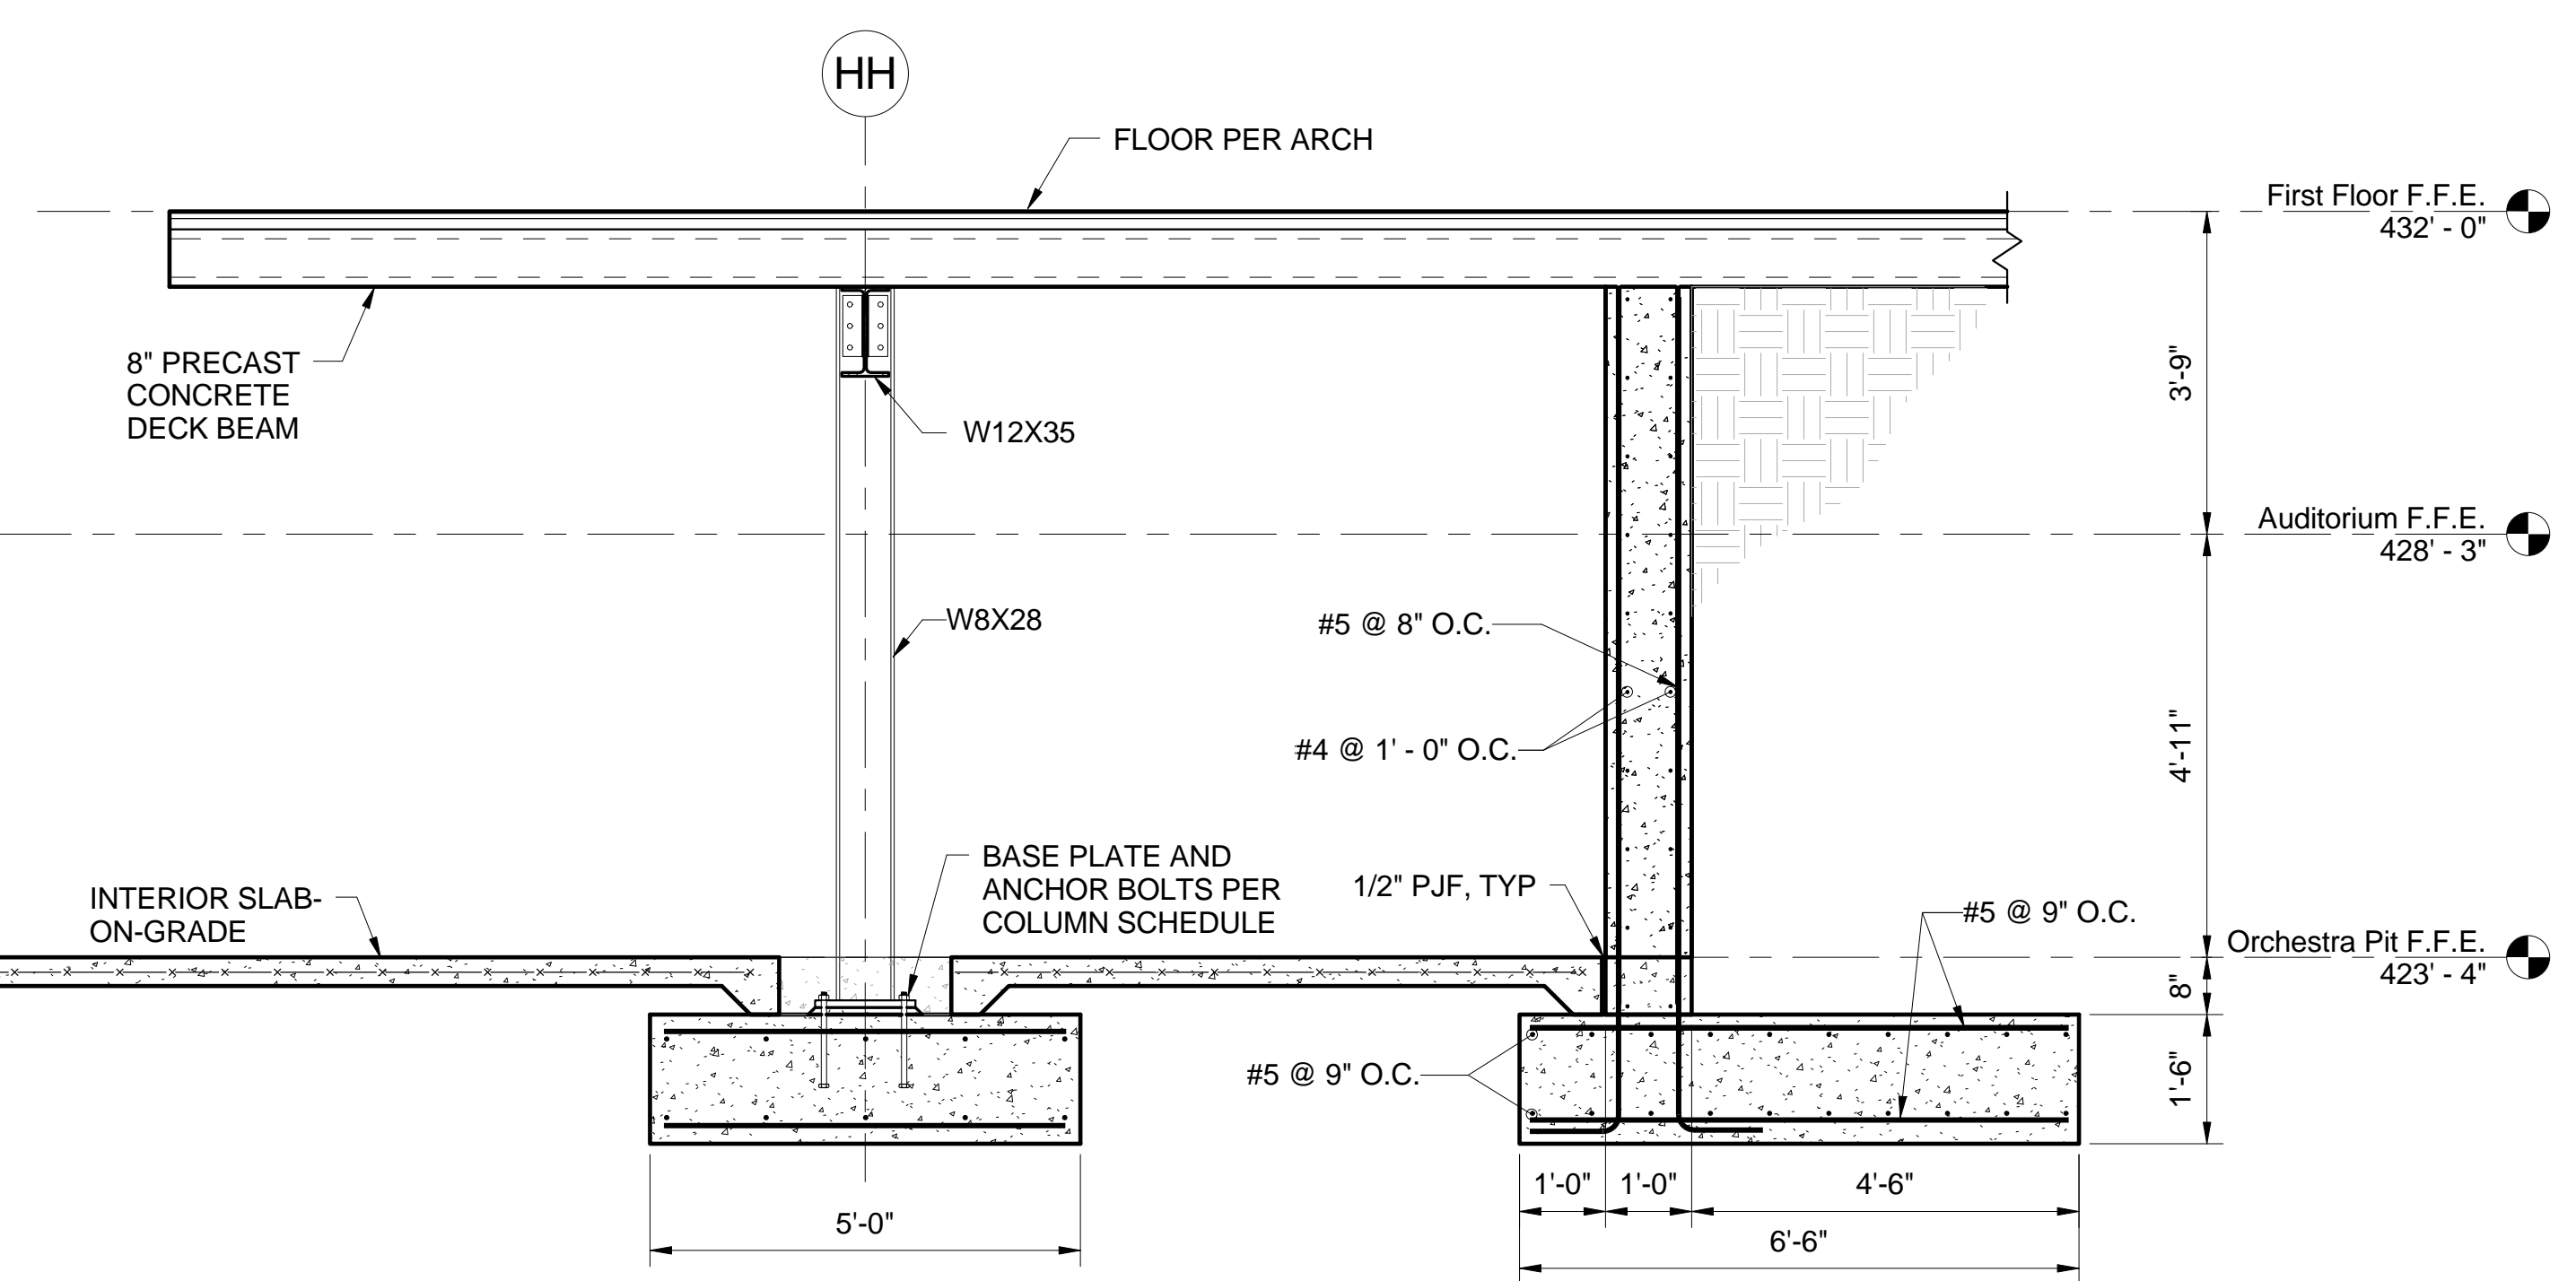 HH
FLOOR PER ARCH
First Floor F.F.E.
432' - 0"
8" PRECAST
CONCRETE
DECK BEAM
W12X35
3'-9"
Auditorium F.F.E.
428' - 3"
W8X28
#5 @ 8" O.C.
#4 @ 1' - 0" O.C.
4'-11"
INTERIOR SLAB-
ON-GRADE
BASE PLATE AND
ANCHOR BOLTS PER
COLUMN SCHEDULE
1/2" PJF, TYP
#5 @ 9" O.C.
Orchestra Pit F.F.E.
423' - 4"
8"
#5 @ 9" O.C.
1'-6"
1'-0"
1'-0"
4'-6"
5'-0"
6'-6"